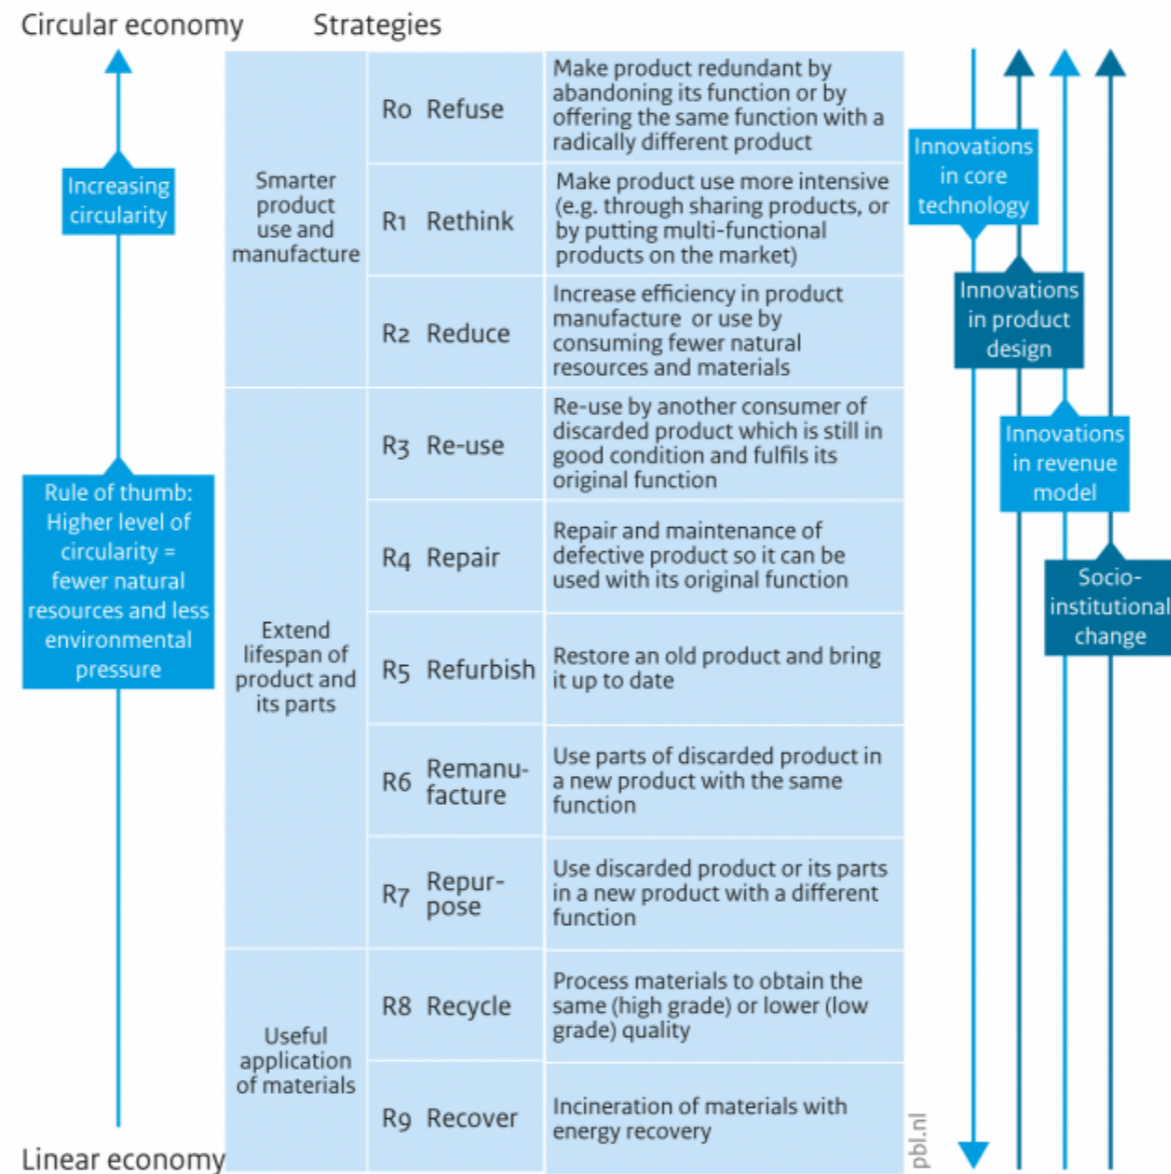 Circular economy
Strategies
Increasing
circularity
Rule of thumb:
Higher level of
circularity =
fewer natural
resources and less
environmental
pressure
Linear economy
Smarter
product
use and
manufacture
R0 Refuse
Make product redundant by
abandoning its function or by
offering the same function with a
radically different product
R1 Rethink
Make product use more intensive
(e.g. through sharing products, or
by putting multi-functional
products on the market)
R2 Reduce
Increase efficiency in product
manufacture or use by
consuming fewer natural
resources and materials
Extend
lifespan of
product and
its parts
R3 Re-use
Re-use by another consumer of
discarded product which is still in
good condition and fulfils its
original function
R4 Repair
Repair and maintenance of
defective product so it can be
used with its original function
R5 Refurbish
Restore an old product and bring
it up to date
R6 Remanu-
facture
Use parts of discarded product in
a new product with the same
function
R7 Repur-
pose
Use discarded product or its parts
in a new product with a different
function
Useful
application
of materials
R8 Recycle
Process materials to obtain the
same (high grade) or lower (low
grade) quality
R9 Recover
Incineration of materials with
energy recovery
Innovations
in core
technology
Innovations
in product
design
Innovations
in revenue
model
Socio-
institutional
change
pbl.nl